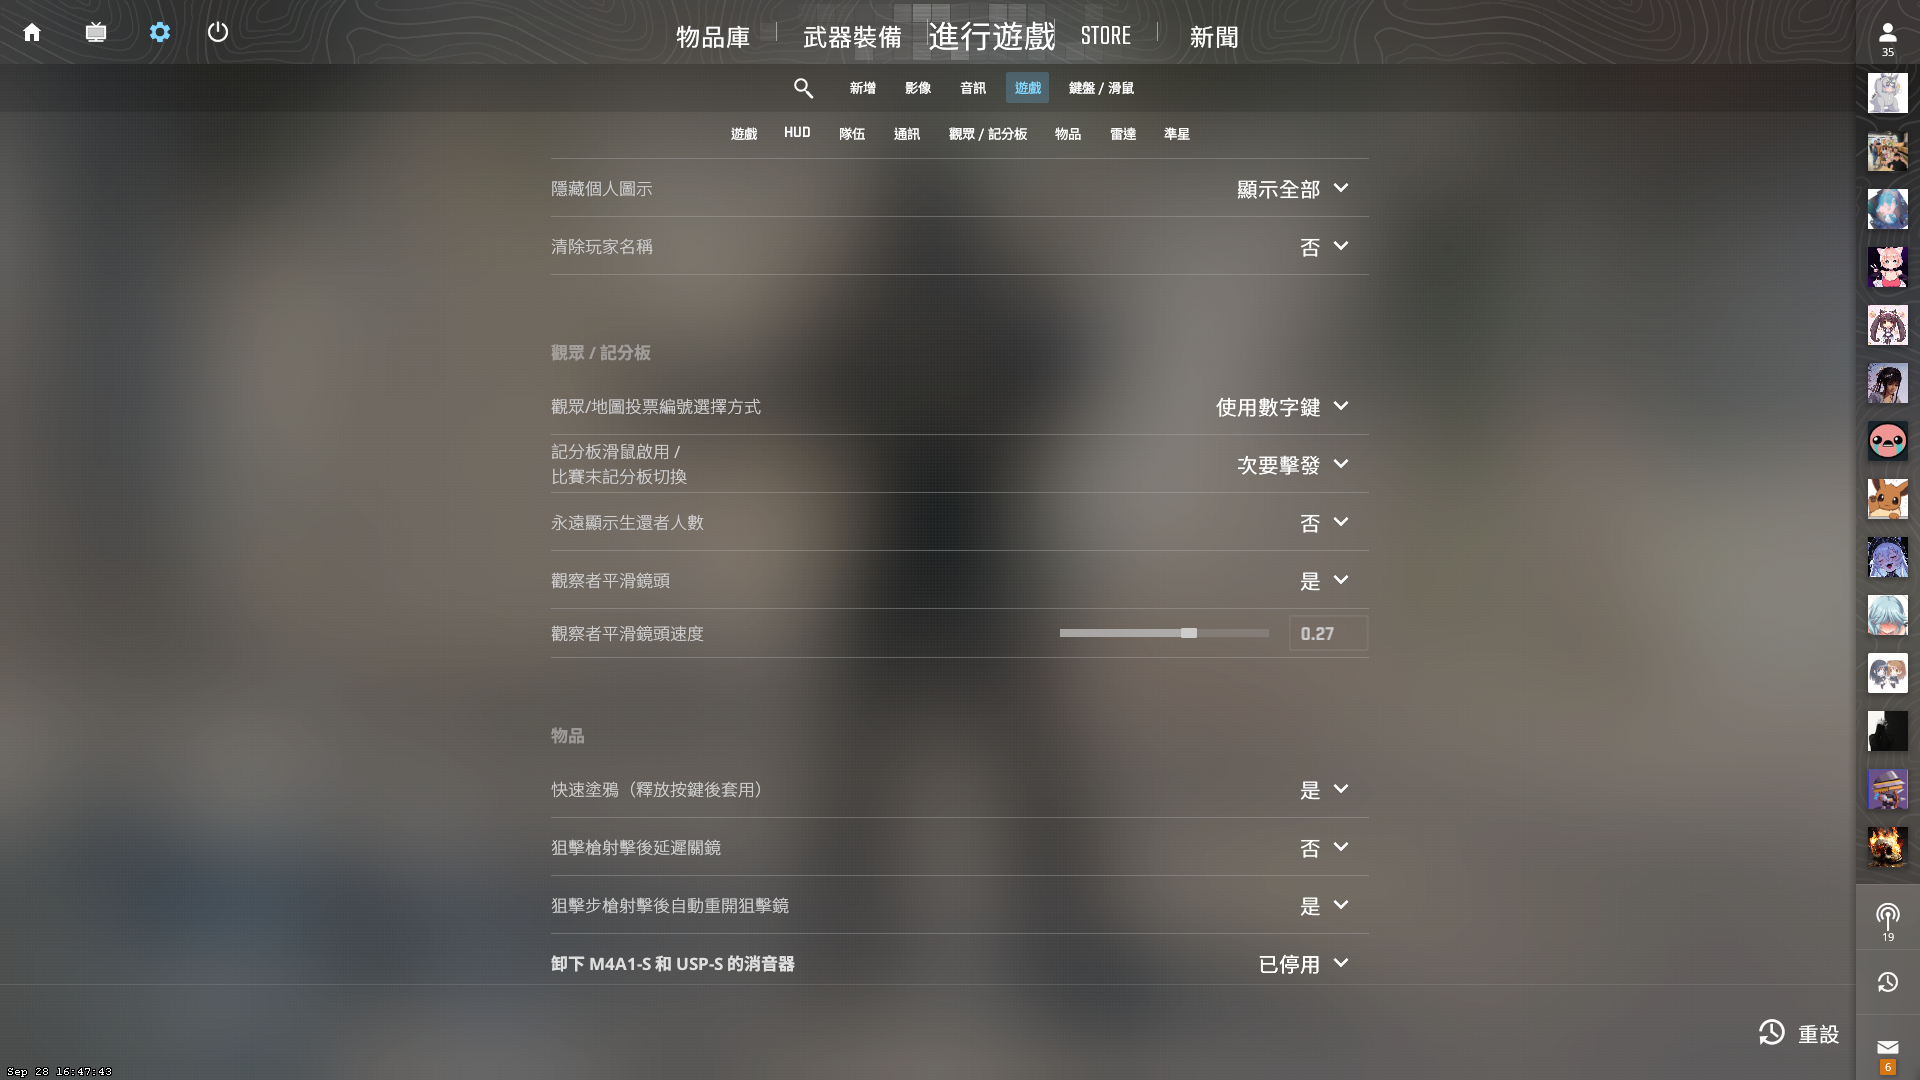 物品庫
武器裝備
進行遊戲
STORE
新聞
35
新增
影像
音訊
遊戲
鍵盤 / 滑鼠
遊戲
HUD
隊伍
通訊
觀眾 / 記分板
物品
雷達
準星
隱藏個人圖示
顯示全部
清除玩家名稱
否
觀眾 / 記分板
觀眾/地圖投票編號選擇方式
使用數字鍵
記分板滑鼠啟用 /
比賽末記分板切換
次要擊發
永遠顯示生還者人數
否
觀察者平滑鏡頭
是
觀察者平滑鏡頭速度
0.27
物品
快速塗鴉（釋放按鍵後套用）
是
狙擊槍射擊後延遲關鏡
否
狙擊步槍射擊後自動重開狙擊鏡
是
卸下 M4A1-S 和 USP-S 的消音器
已停用
19
重設
6
Sep 28 16:47:43